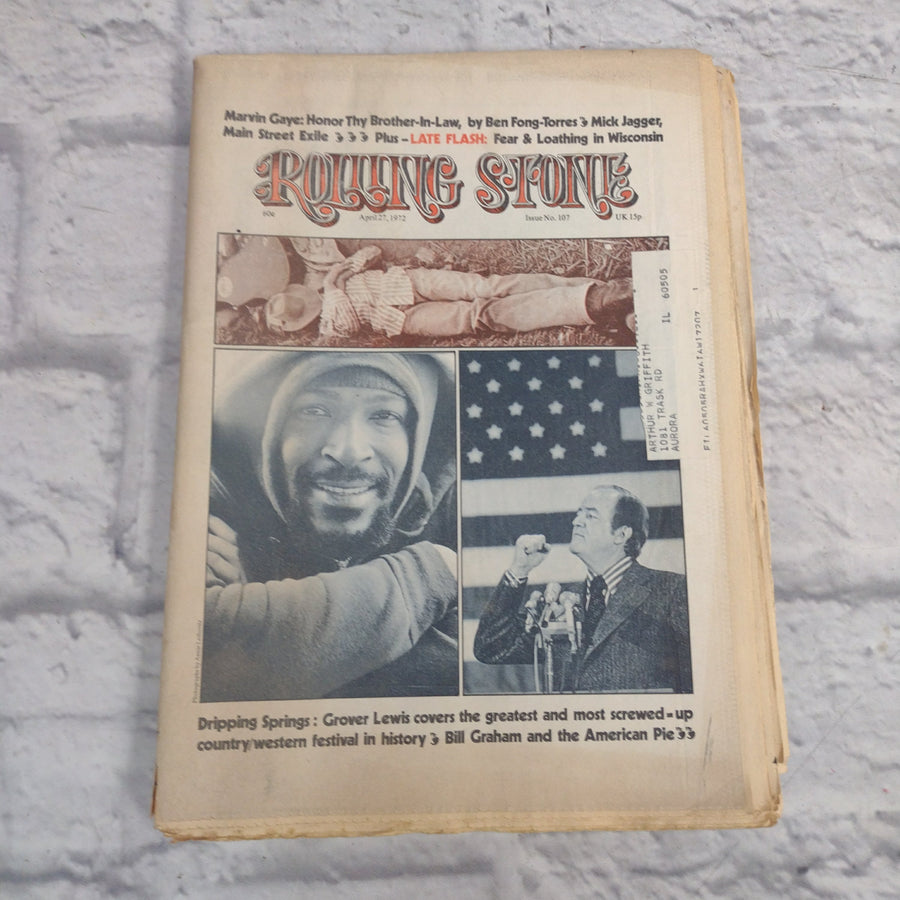 Marvin Gaye: Honor Thy Brother-In-Law, by Ben Fong-Torres Mick Jagger,
Main Street Exile Plus-- LATE FLASH: Fear & Loathing in Wisconsin
ROLLING STONE
60¢ April 27, 1972 Issue No. 107 UK 15p
IL 60505
ARTHUR W GRIFFITH
1081 TRASK RD
AURORA
Dripping Springs: Grover Lewis covers the greatest and most screwed-up
country/western festival in history Bill Graham and the American Pie